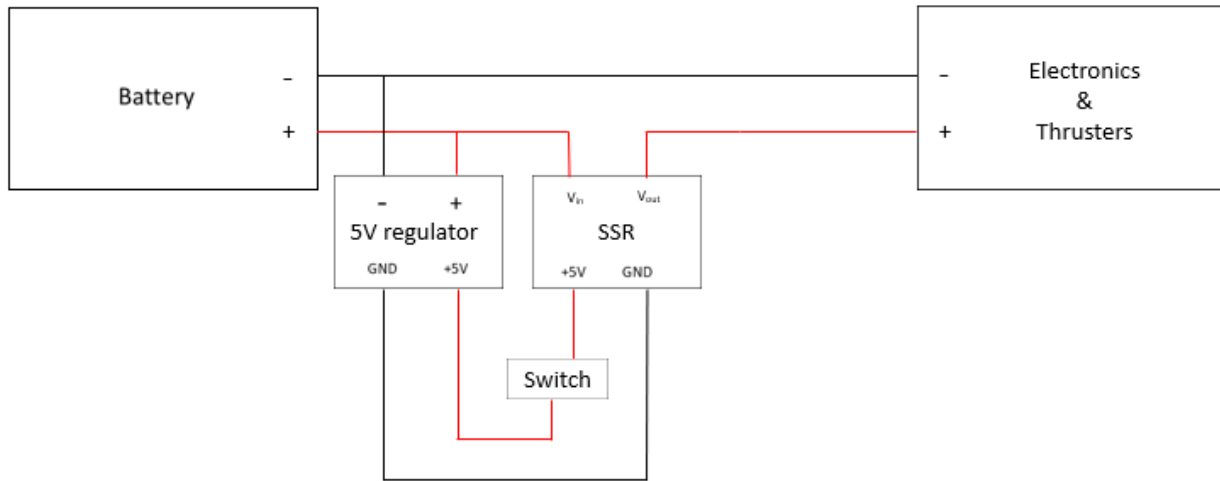 Battery
-
+
- +
5V regulator
GND +5V
Vin Vout
SSR
+5V GND
Switch
-
+
Electronics
&
Thrusters